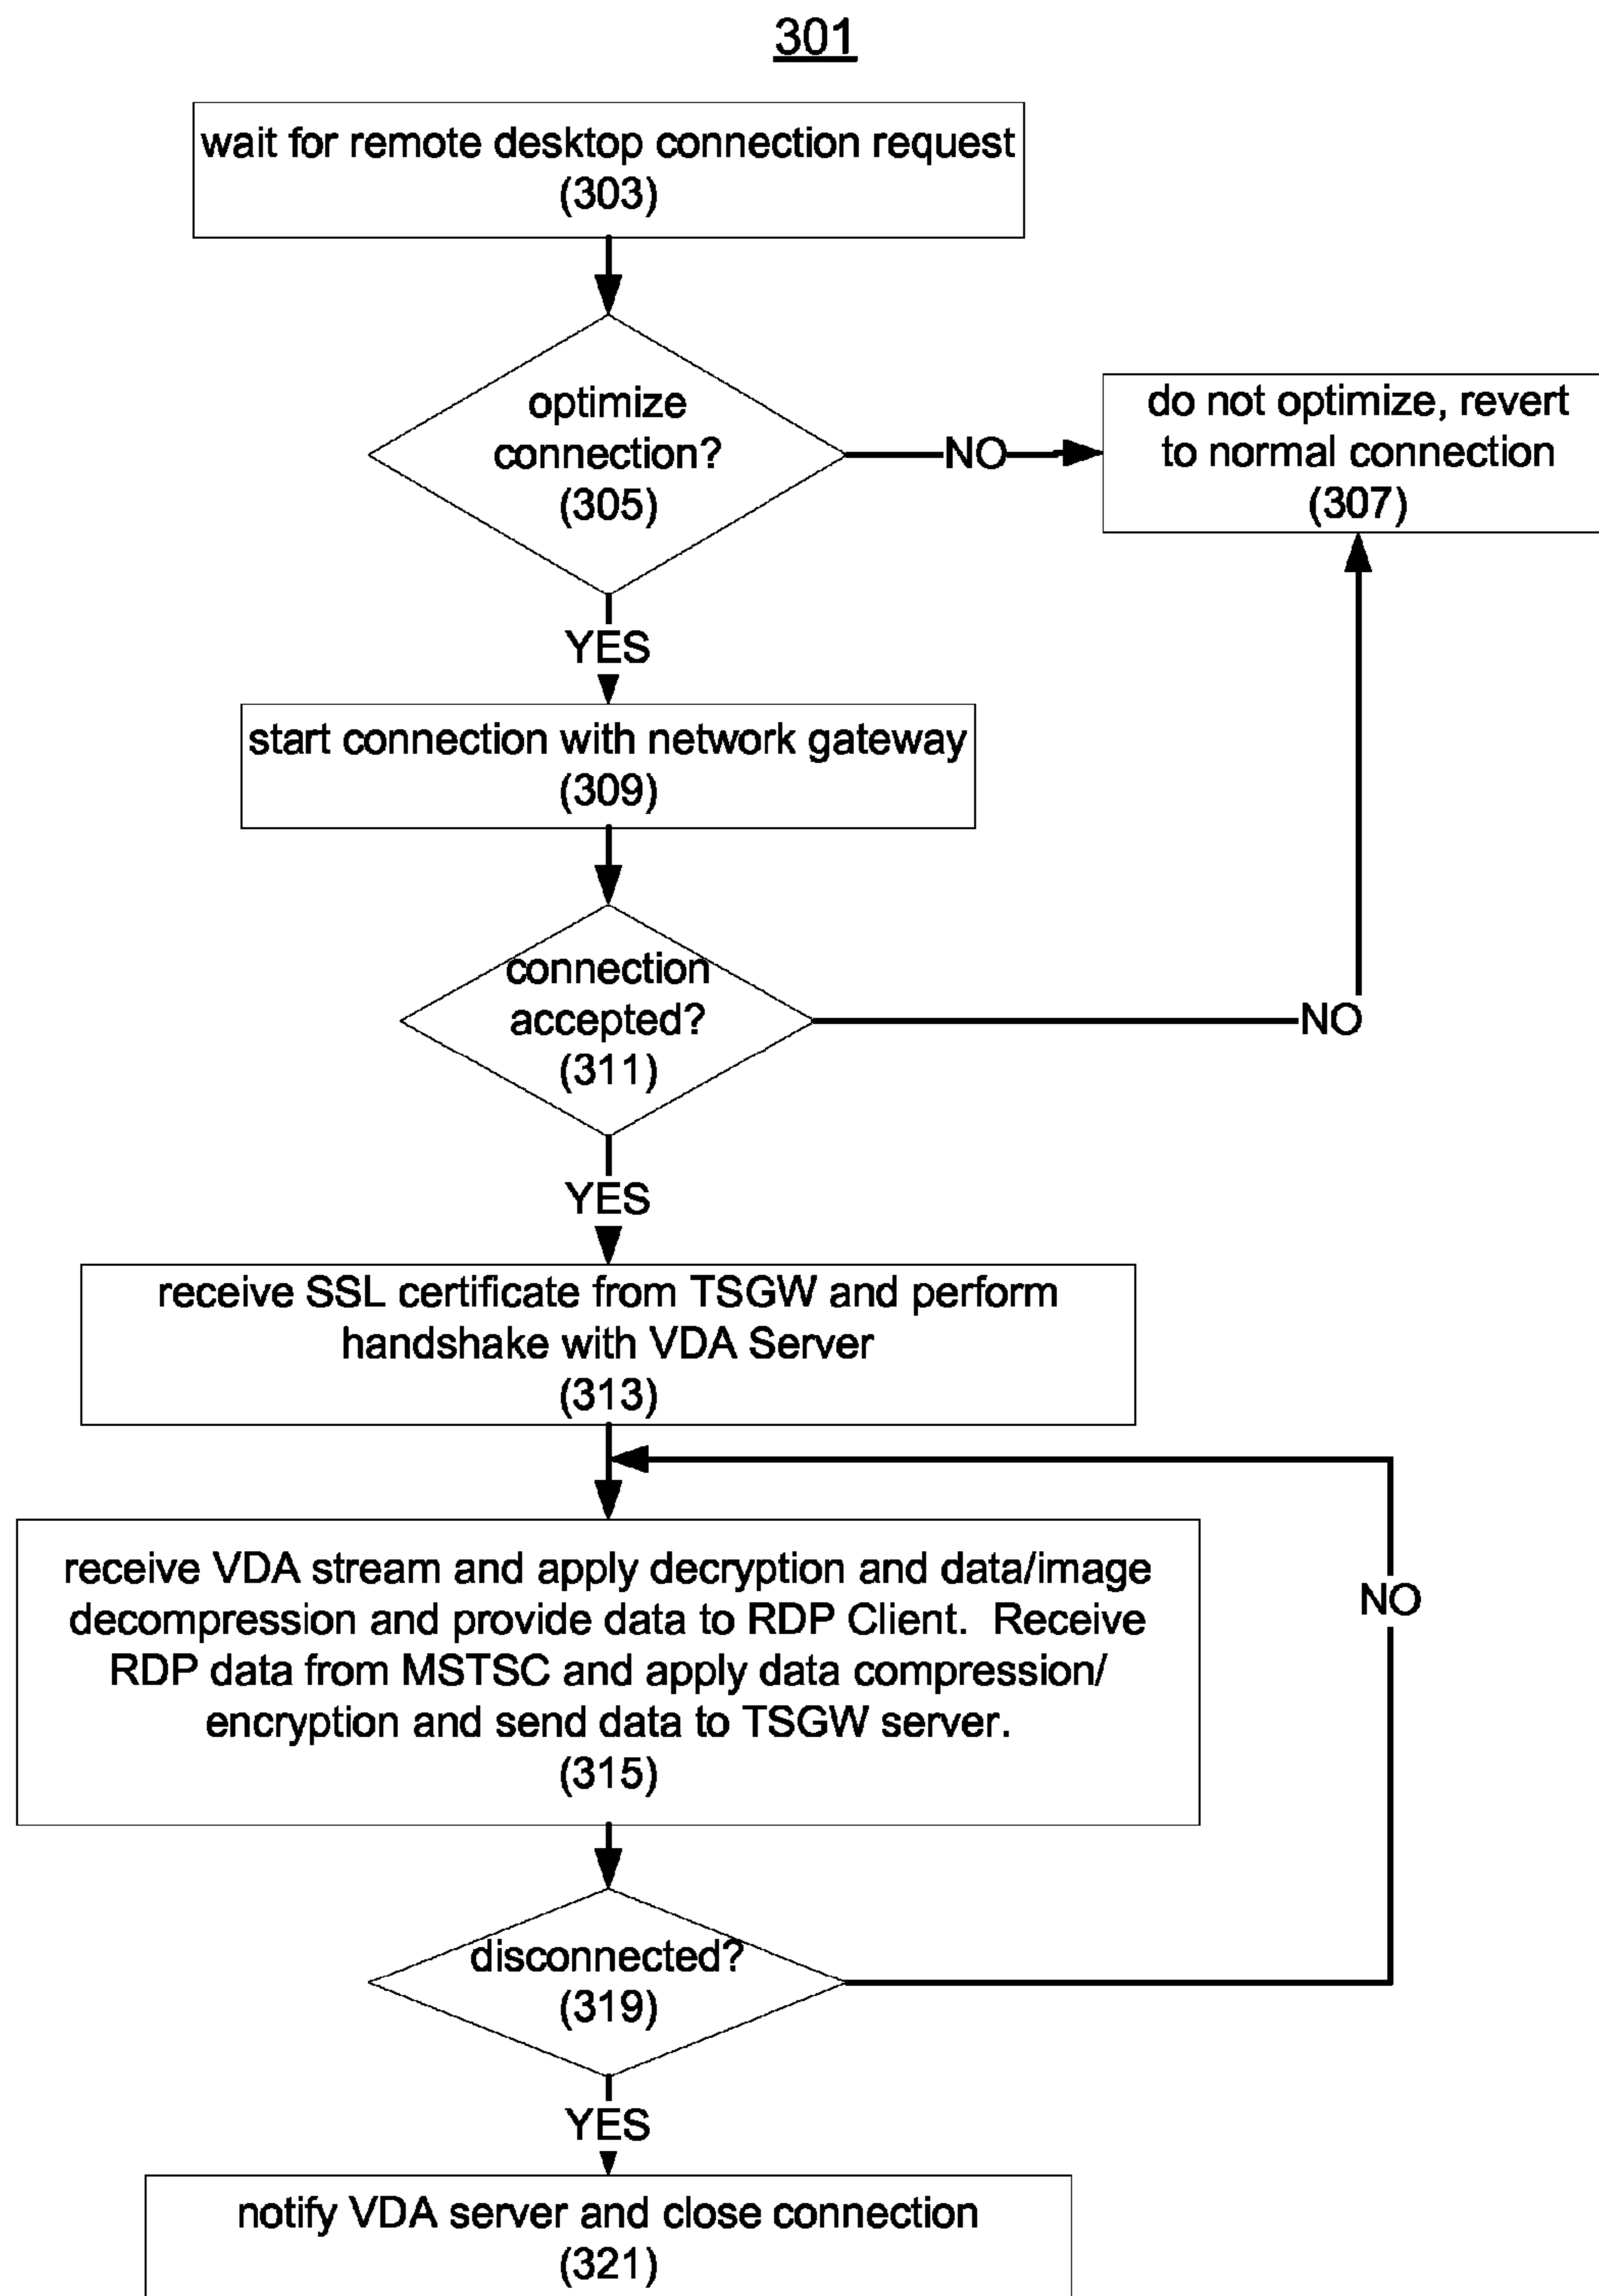 301
wait for remote desktop connection request
(303)
optimize
connection?
(305)
NO
do not optimize, revert
to normal connection
(307)
YES
start connection with network gateway
(309)
connection
accepted?
(311)
NO
YES
receive SSL certificate from TSGW and perform
handshake with VDA Server
(313)
receive VDA stream and apply decryption and data/image
decompression and provide data to RDP Client. Receive
RDP data from MSTSC and apply data compression/
encryption and send data to TSGW server.
(315)
NO
disconnected?
(319)
YES
notify VDA server and close connection
(321)